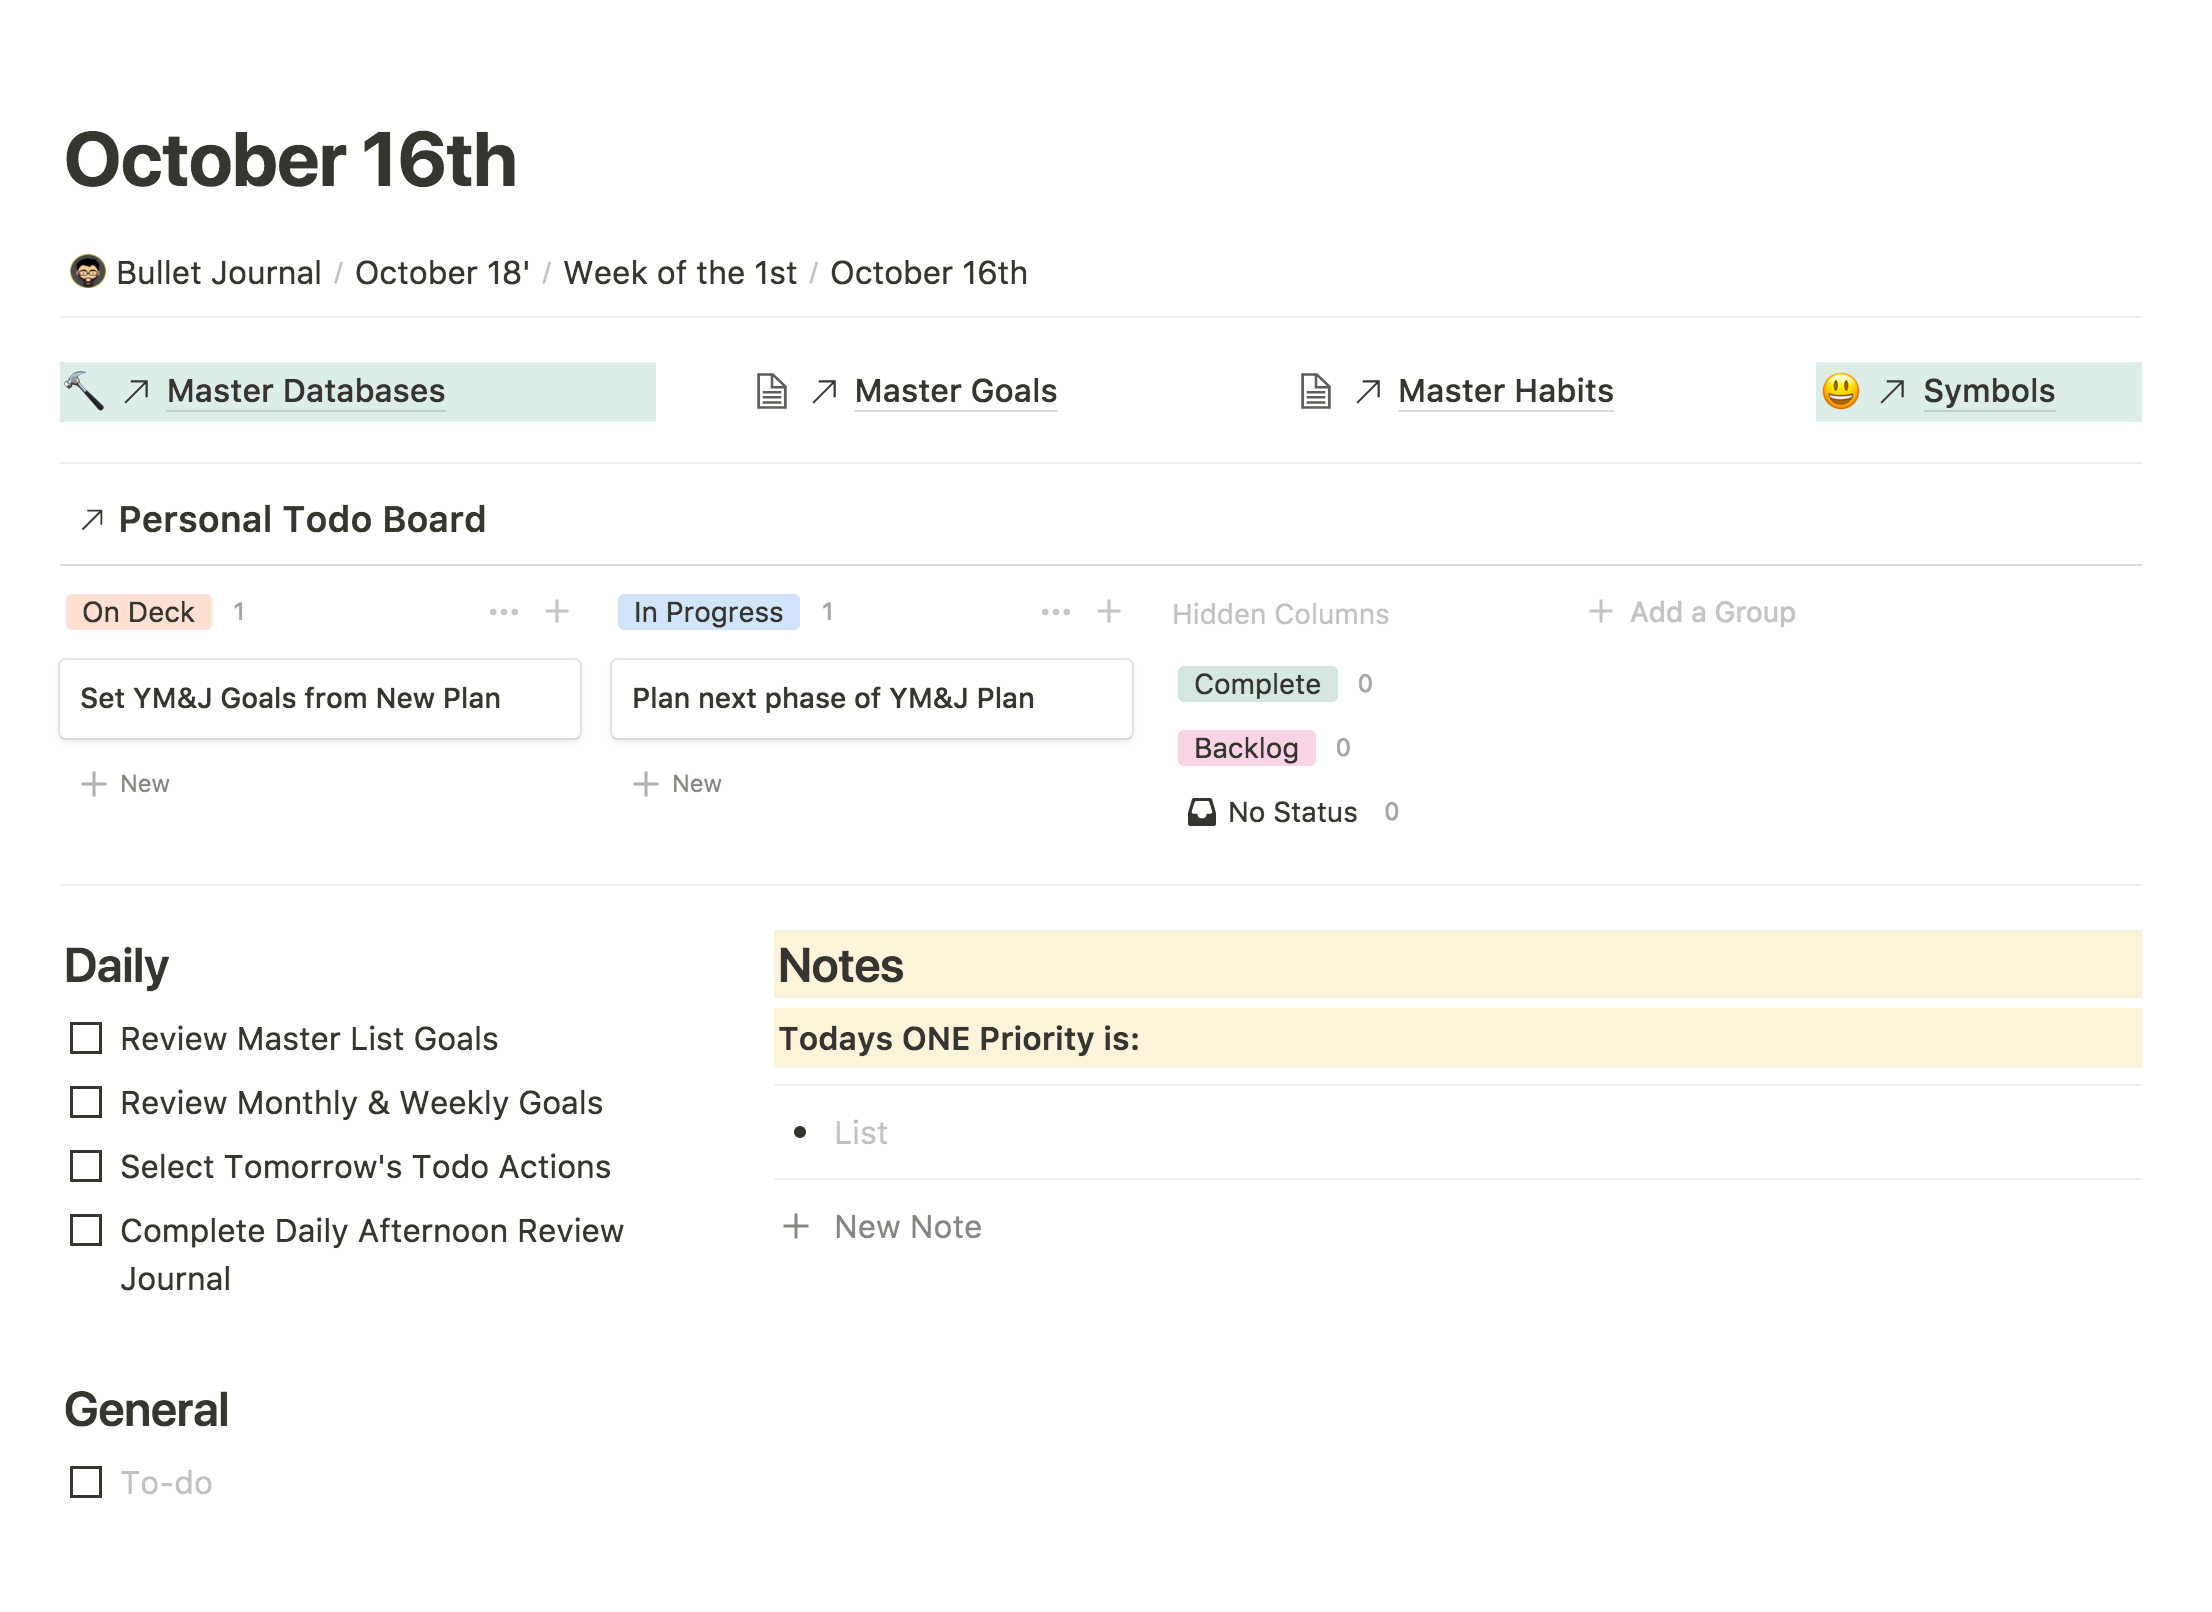 October 16th
Bullet Journal / October 18' / Week of the 1st / October 16th
Master Databases
Master Goals
Master Habits
Symbols
Personal Todo Board
On Deck 1
Set YM&J Goals from New Plan
New
In Progress 1
Plan next phase of YM&J Plan
New
Hidden Columns
Complete 0
Backlog 0
No Status 0
Add a Group
Daily
Review Master List Goals
Review Monthly & Weekly Goals
Select Tomorrow's Todo Actions
Complete Daily Afternoon Review
Journal
General
To-do
Notes
Todays ONE Priority is:
List
New Note